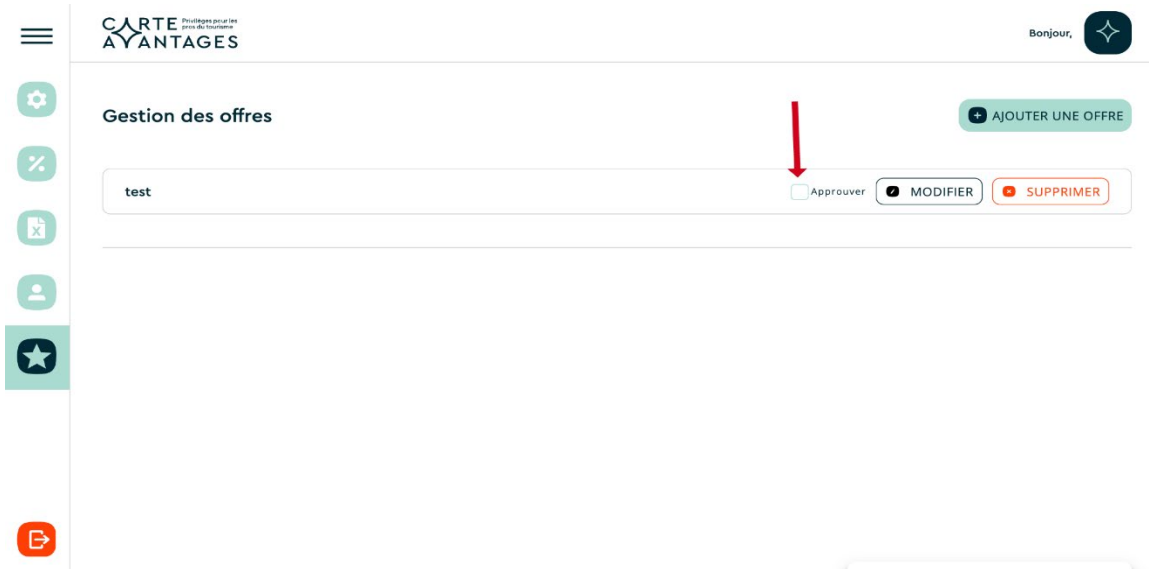 CARTE Privilèges pour les
pros du tourisme
AVANTAGES
Bonjour,
Gestion des offres
AJOUTER UNE OFFRE
test
Approuver
MODIFIER
SUPPRIMER